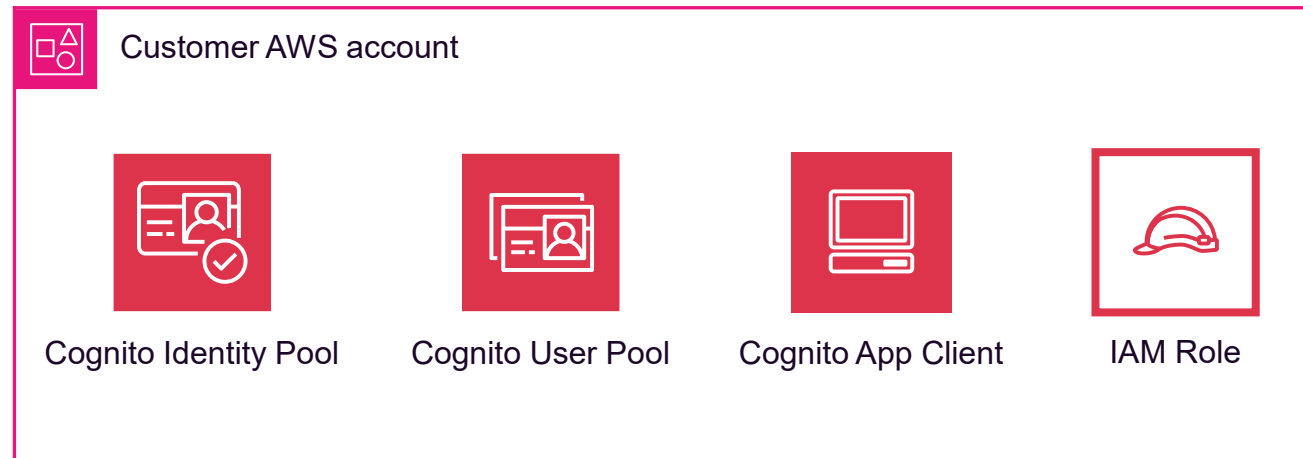 Customer AWS account
Cognito Identity Pool
Cognito User Pool
Cognito App Client
IAM Role